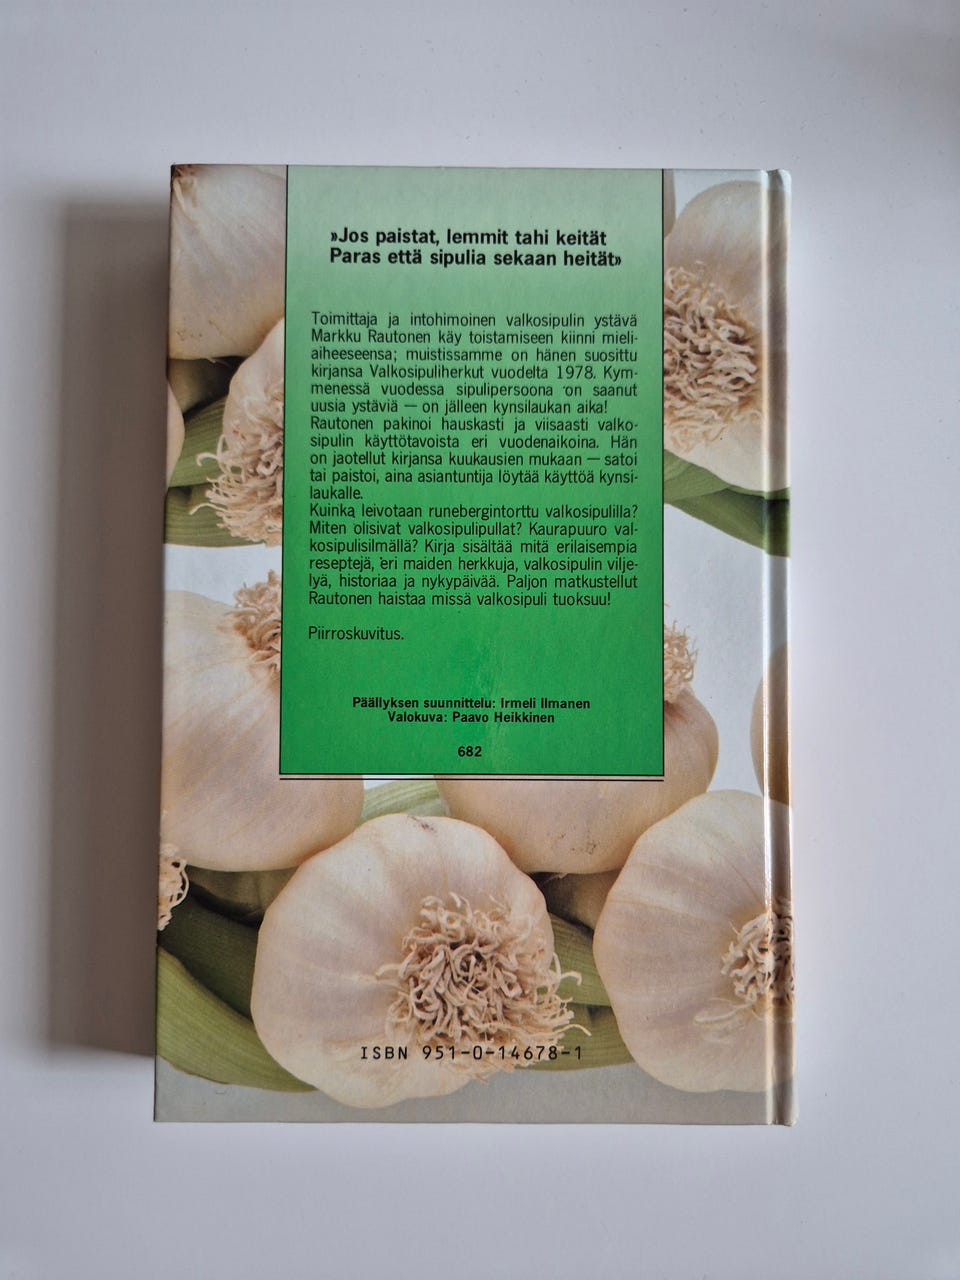 »Jos paistat, lemmit tahi keität
Paras että sipulia sekaan heität»
Toimittaja ja intohimoinen valkosipulin ystävä
Markku Rautonen käy toistamiseen kiinni mieli-
aiheeseensa; muistissamme on hänen suosittu
kirjansa Valkosipuliherkut vuodelta 1978. Kym-
menessä vuodessa sipulipersoona on saanut
uusia ystäviä — on jälleen kynsilaukan aika!
Rautonen pakinoi hauskasti ja viisaasti valko-
sipulin käyttötavoista eri vuodenaikoina. Hän
on jaotellut kirjansa kuukausien mukaan — satoi
tai paistoi, aina asiantuntija löytää käyttöä kynsi-
laukalle.
Kuinka leivotaan runebergintorttu valkosipulilla?
Miten olisivat valkosipulipullat? Kaurapuuro val-
kosipulisilmällä? Kirja sisältää mitä erilaisempia
reseptejä, eri maiden herkkuja, valkosipulin vilje-
lyä, historiaa ja nykypäivää. Paljon matkustellut
Rautonen haistaa missä valkosipuli tuoksuu!
Piirroskuvitus.
Päällyksen suunnittelu: Irmeli Ilmanen
Valokuva: Paavo Heikkinen
682
ISBN 951-0-14678-1